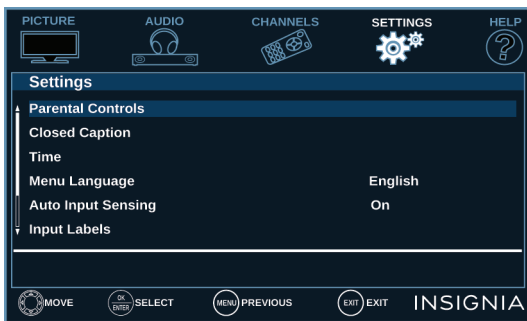 PICTURE AUDIO CHANNELS SETTINGS HELP
Settings
Parental Controls
Closed Caption
Time
Menu Language English
Auto Input Sensing On
Input Labels
MOVE OK ENTER SELECT MENU PREVIOUS EXIT EXIT INSIGNIA